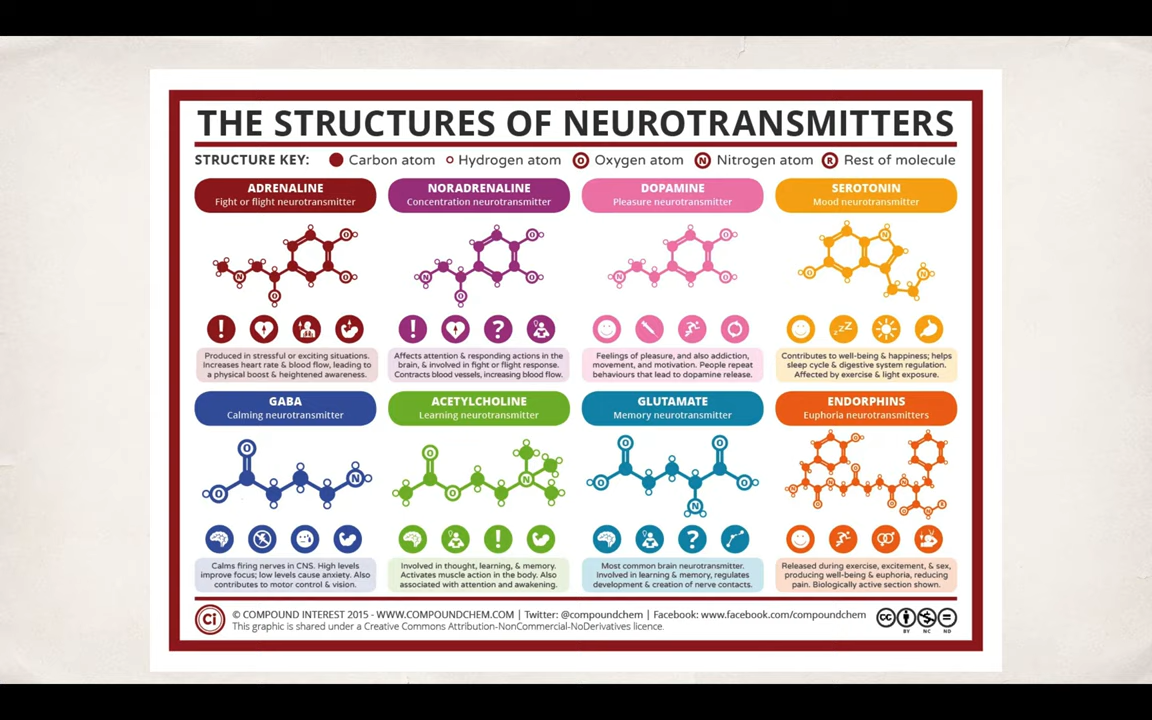 THE STRUCTURES OF NEUROTRANSMITTERS
STRUCTURE KEY: Carbon atom Hydrogen atom O Oxygen atom N Nitrogen atom R Rest of molecule
ADRENALINE
Fight or flight neurotransmitter
Produced in stressful or exciting situations.
Increases heart rate & blood flow, leading to
a physical boost & heightened awareness.
NORADRENALINE
Concentration neurotransmitter
Affects attention & responding actions in the
brain, & involved in fight or flight response.
Contracts blood vessels, increasing blood flow.
DOPAMINE
Pleasure neurotransmitter
Feelings of pleasure, and also addiction,
movement, and motivation. People repeat
behaviours that lead to dopamine release.
SEROTONIN
Mood neurotransmitter
Contributes to well-being & happiness; helps
sleep cycle & digestive system regulation.
Affected by exercise & light exposure.
GABA
Calming neurotransmitter
Calms firing nerves in CNS. High levels
improve focus; low levels cause anxiety. Also
contributes to motor control & vision.
ACETYLCHOLINE
Learning neurotransmitter
Involved in thought, learning, & memory.
Activates muscle action in the body. Also
associated with attention and awakening.
GLUTAMATE
Memory neurotransmitter
Most common brain neurotransmitter.
Involved in learning & memory, regulates
development & creation of nerve contacts.
ENDORPHINS
Euphoria neurotransmitters
Released during exercise, excitement, & sex,
producing well-being & euphoria, reducing
pain. Biologically active section shown.
Ci © COMPOUND INTEREST 2015 - WWW.COMPOUNDCHEM.COM | Twitter: @compoundchem | Facebook: www.facebook.com/compoundchem
This graphic is shared under a Creative Commons Attribution-NonCommercial-NoDerivatives licence.
cc BY NC ND